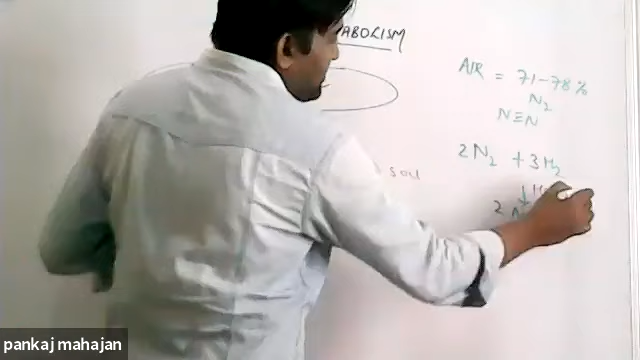 ABOLISM
AIR = 71-78%
N2
N≡N
soil
2N2 + 3H2
↓
2 N
pankaj mahajan